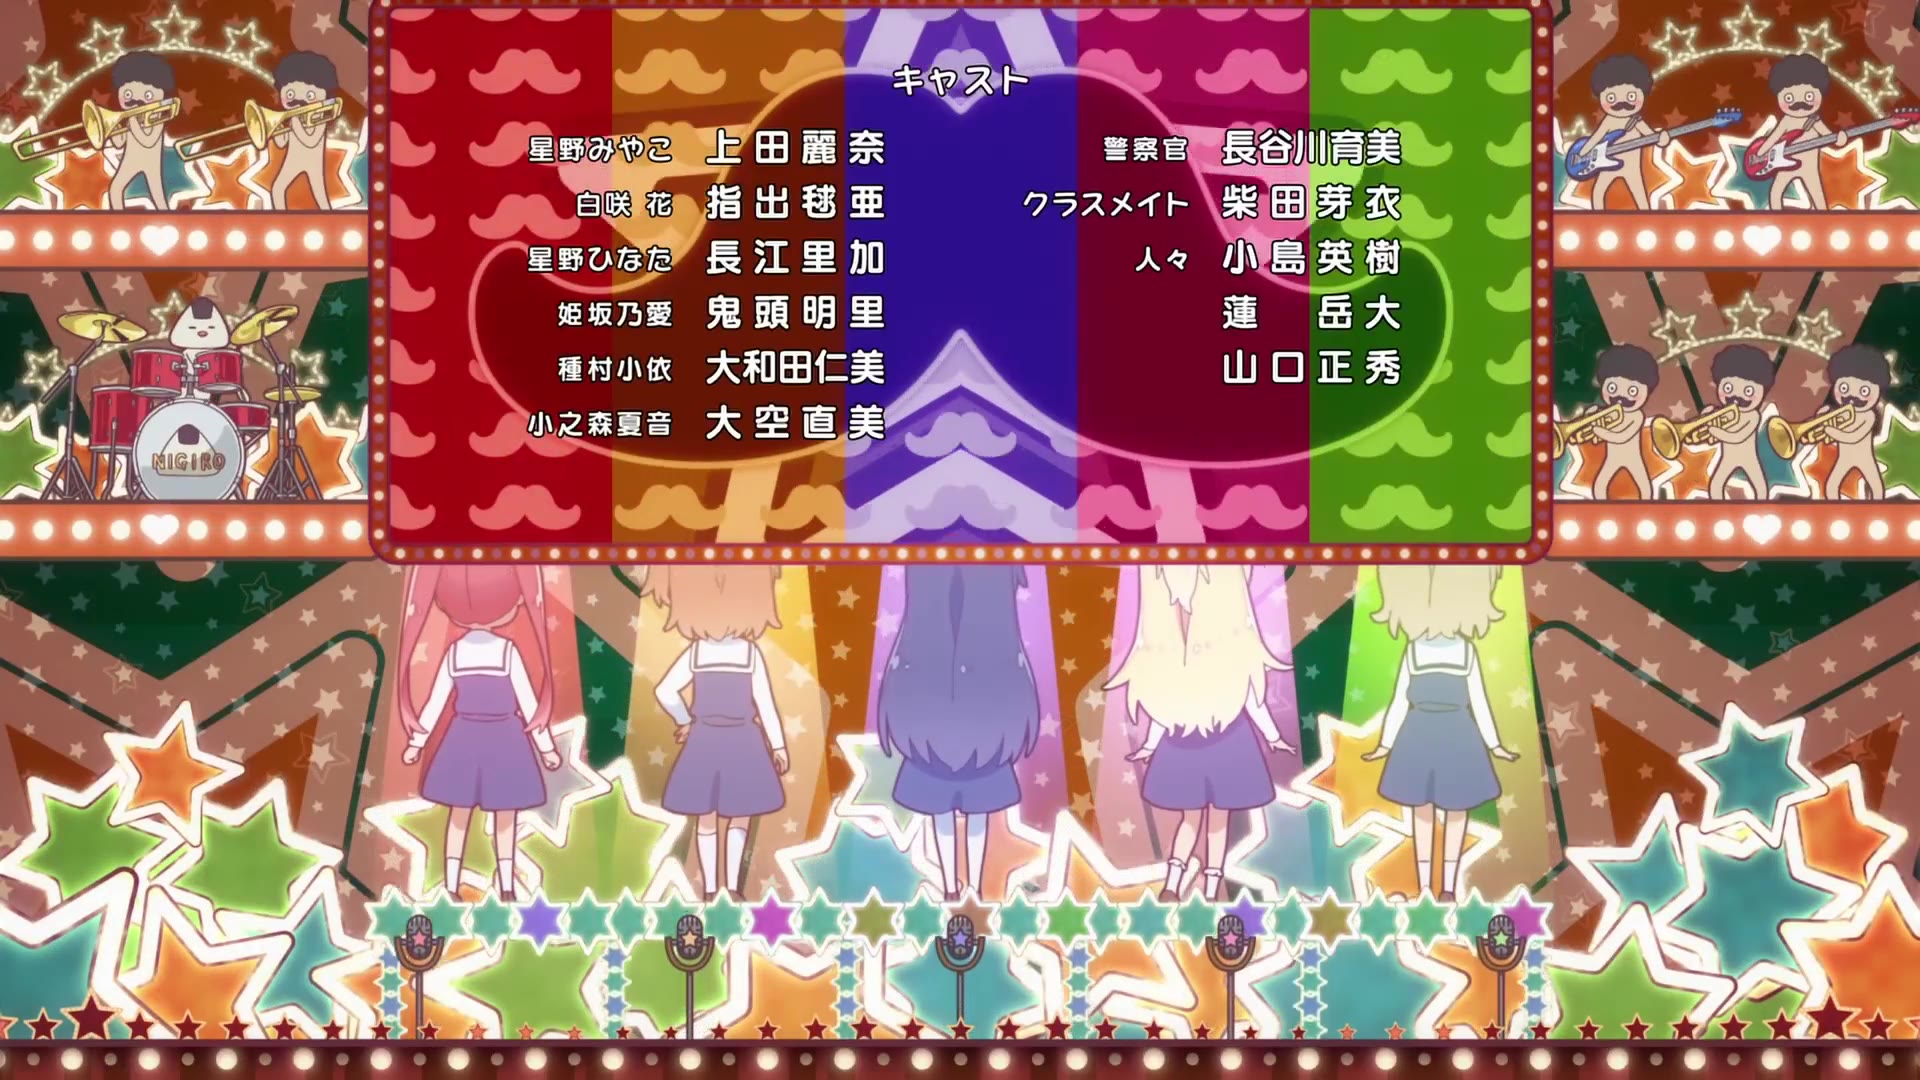 キャスト
星野みやこ 上田麗奈
白咲 花 指出毬亜
星野ひなた 長江里加
姫坂乃愛 鬼頭明里
種村小依 大和田仁美
小之森夏音 大空直美
警察官 長谷川育美
クラスメイト 柴田芽衣
人々 小島英樹
蓮 岳大
山口正秀
NIGIRO